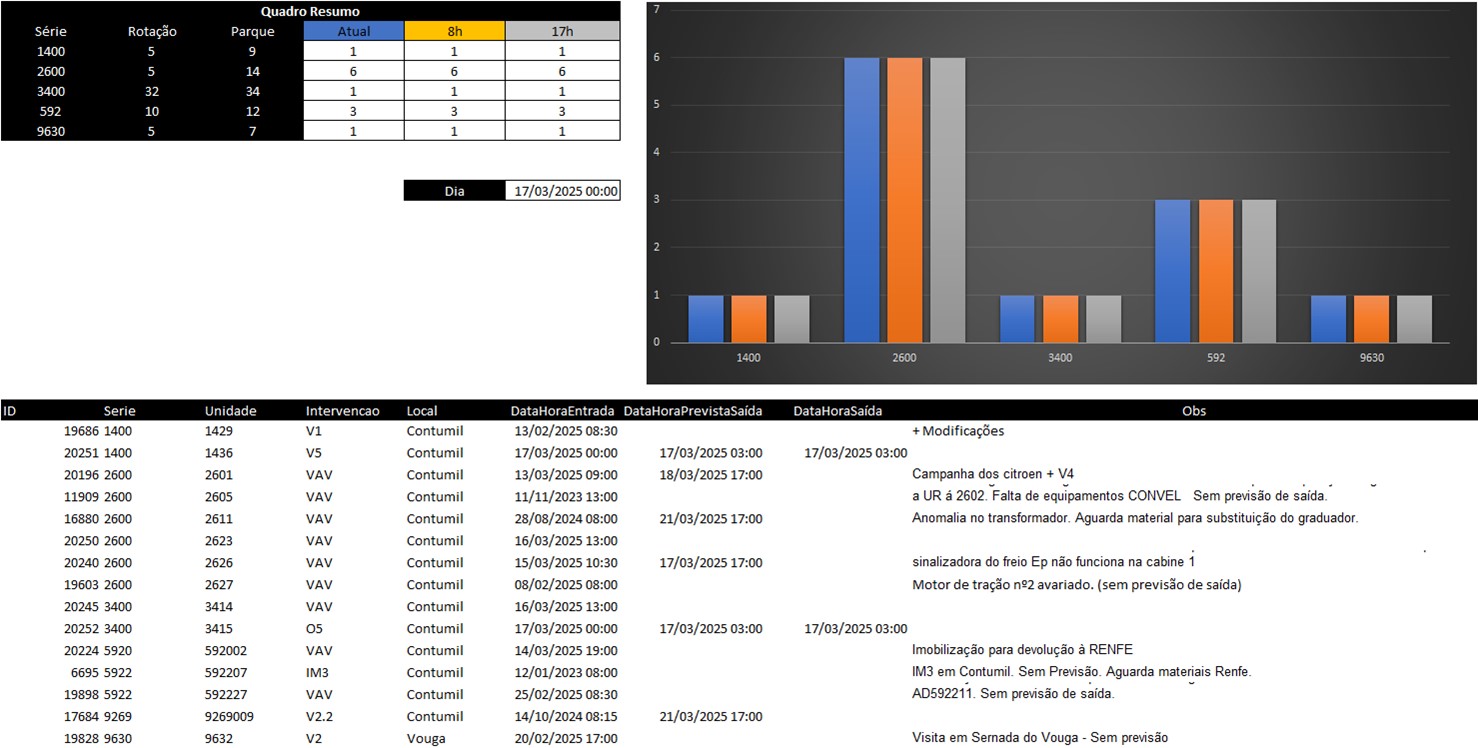 Quadro Resumo
Série Rotação Parque Atual 8h 17h
1400 5 9 1 1 1
2600 5 14 6 6 6
3400 32 34 1 1 1
592 10 12 3 3 3
9630 5 7 1 1 1
Dia 17/03/2025 00:00
7
6
5
4
3
2
1
0
1400 2600 3400 592 9630
ID Serie Unidade Intervencao Local DataHoraEntrada DataHoraPrevistaSaída DataHoraSaída Obs
19686 1400 1429 V1 Contumil 13/02/2025 08:30 + Modificações
20251 1400 1436 V5 Contumil 17/03/2025 00:00 17/03/2025 03:00 17/03/2025 03:00
20196 2600 2601 VAV Contumil 13/03/2025 09:00 18/03/2025 17:00 Campanha dos citroen + V4
11909 2600 2605 VAV Contumil 11/11/2023 13:00 a UR á 2602. Falta de equipamentos CONVEL Sem previsão de saída.
16880 2600 2611 VAV Contumil 28/08/2024 08:00 21/03/2025 17:00 Anomalia no transformador. Aguarda material para substituição do graduador.
20250 2600 2623 VAV Contumil 16/03/2025 13:00
20240 2600 2626 VAV Contumil 15/03/2025 10:30 17/03/2025 17:00 sinalizadora do freio Ep não funciona na cabine 1
19603 2600 2627 VAV Contumil 08/02/2025 08:00 Motor de tração nº2 avariado. (sem previsão de saída)
20245 3400 3414 VAV Contumil 16/03/2025 13:00
20252 3400 3415 O5 Contumil 17/03/2025 00:00 17/03/2025 03:00 17/03/2025 03:00
20224 5920 592002 VAV Contumil 14/03/2025 19:00 Imobilização para devolução à RENFE
6695 5922 592207 IM3 Contumil 12/01/2023 08:00 IM3 em Contumil. Sem Previsão. Aguarda materiais Renfe.
19898 5922 592227 VAV Contumil 25/02/2025 08:30 AD592211. Sem previsão de saída.
17684 9269 9269009 V2.2 Contumil 14/10/2024 08:15 21/03/2025 17:00
19828 9630 9632 V2 Vouga 20/02/2025 17:00 Visita em Sernada do Vouga - Sem previsão